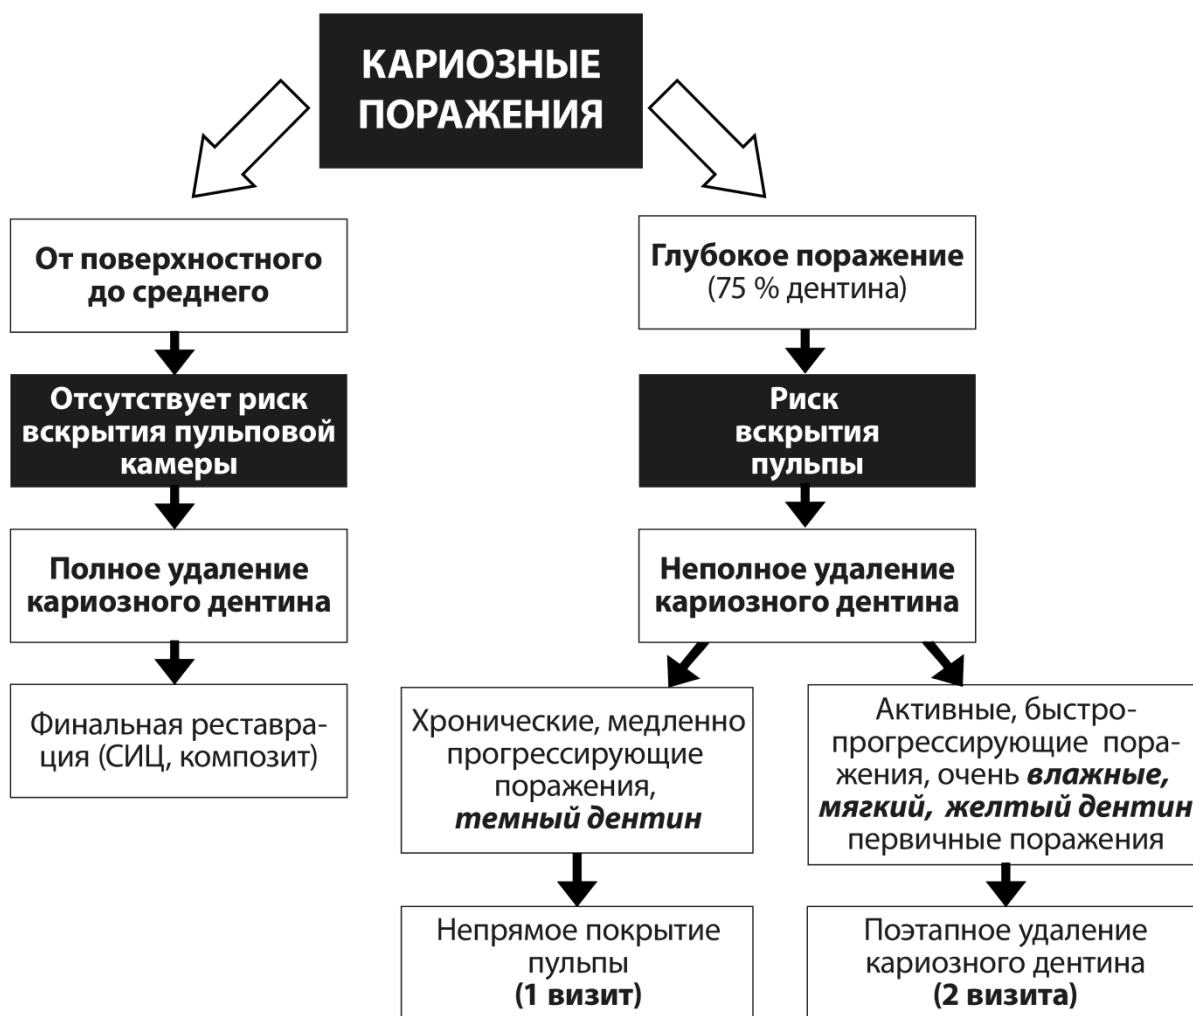 КАРИОЗНЫЕ
ПОРАЖЕНИЯ
От поверхностного
до среднего
Отсутствует риск
вскрытия пульповой
камеры
Полное удаление
кариозного дентина
Финальная реставра-
ция (СИЦ, композит)
Глубокое поражение
(75 % дентина)
Риск
вскрытия
пульпы
Неполное удаление
кариозного дентина
Хронические, медленно
прогрессирующие
поражения,
темный дентин
Непрямое покрытие
пульпы
(1 визит)
Активные, быстро-
прогрессирующие пора-
жения, очень влажные,
мягкий, желтый дентин
первичные поражения
Поэтапное удаление
кариозного дентина
(2 визита)